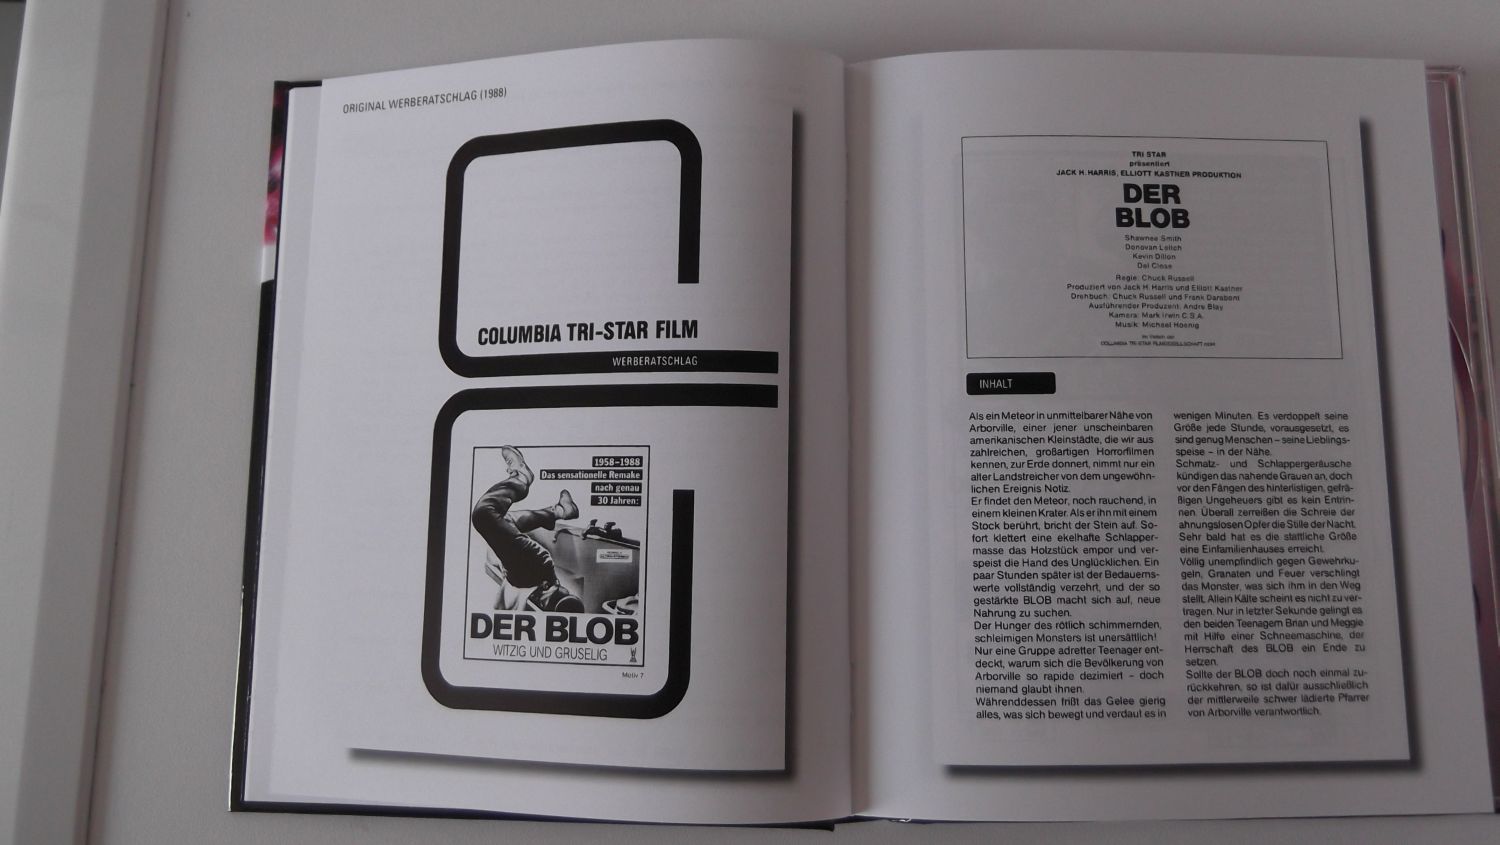 ORIGINAL WERBERATSCHLAG (1988)
COLUMBIA TRI-STAR FILM
WERBERATSCHLAG
1958–1988
Das sensationelle Remake
nach genau
30 Jahren:
DER BLOB
WITZIG UND GRUSELIG
Motiv 7
TRI STAR
präsentiert
JACK H. HARRIS, ELLIOTT KASTNER PRODUKTION
DER
BLOB
Shawnee Smith
Donovan Leitch
Kevin Dillon
Del Close
Regie: Chuck Russell
Produziert von Jack H. Harris und Elliott Kastner
Drehbuch: Chuck Russell und Frank Darabont
Ausführender Produzent: Andre Blay
Kamera: Mark Irwin C.S.A.
Musik: Michael Hoenig
Im Verleih der
COLUMBIA TRI-STAR FILMGESELLSCHAFT mbH
INHALT
Als ein Meteor in unmittelbarer Nähe von
Arborville, einer jener unscheinbaren
amerikanischen Kleinstädte, die wir aus
zahlreichen, großartigen Horrorfilmen
kennen, zur Erde donnert, nimmt nur ein
alter Landstreicher von dem ungewöhn-
lichen Ereignis Notiz.
Er findet den Meteor, noch rauchend, in
einem kleinen Krater. Als er ihn mit einem
Stock berührt, bricht der Stein auf. So-
fort klettert eine ekelhafte Schlapper-
masse das Holzstück empor und ver-
speist die Hand des Unglücklichen. Ein
paar Stunden später ist der Bedauerns-
werte vollständig verzehrt, und der so
gestärkte BLOB macht sich auf, neue
Nahrung zu suchen.
Der Hunger des rötlich schimmernden,
schleimigen Monsters ist unersättlich!
Nur eine Gruppe adretter Teenager ent-
deckt, warum sich die Bevölkerung von
Arborville so rapide dezimiert – doch
niemand glaubt ihnen.
Währenddessen frißt das Gelee gierig
alles, was sich bewegt und verdaut es in
wenigen Minuten. Es verdoppelt seine
Größe jede Stunde, vorausgesetzt, es
sind genug Menschen – seine Lieblings-
speise – in der Nähe.
Schmatz- und Schlappergeräusche
kündigen das nahende Grauen an, doch
vor den Fängen des hinterlistigen, gefrä-
ßigen Ungeheuers gibt es kein Entrin-
nen. Überall zerreißen die Schreie der
ahnungslosen Opfer die Stille der Nacht.
Sehr bald hat es die stattliche Größe
eine Einfamilienhauses erreicht.
Völlig unempfindlich gegen Gewehrku-
geln, Granaten und Feuer verschlingt
das Monster, was sich ihm in den Weg
stellt. Allein Kälte scheint es nicht zu ver-
tragen. Nur in letzter Sekunde gelingt es
den beiden Teenagern Brian und Meggie
mit Hilfe einer Schneemaschine, der
Herrschaft des BLOB ein Ende zu
setzen.
Sollte der BLOB doch noch einmal zu-
rückkehren, so ist dafür ausschließlich
der mittlerweile schwer lädierte Pfarrer
von Arborville verantwortlich.